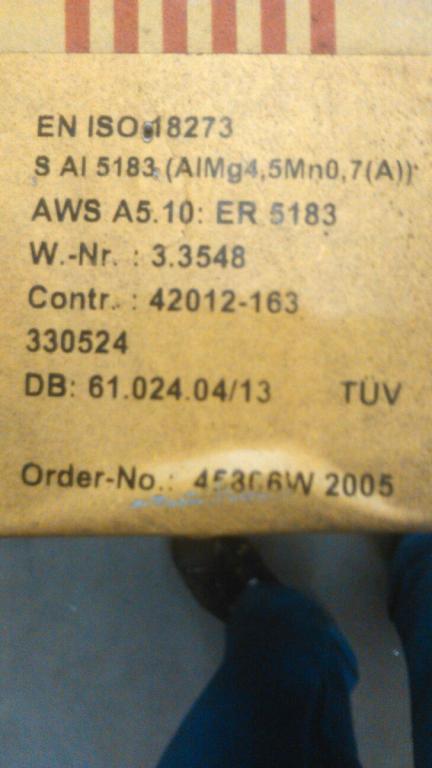 EN ISO 18273
S Al 5183 (AlMg4,5Mn0,7(A))
AWS A5.10: ER 5183
W.-Nr. : 3.3548
Contr. : 42012-163
330524
DB: 61.024.04/13 TÜV
Order-No.: 2005